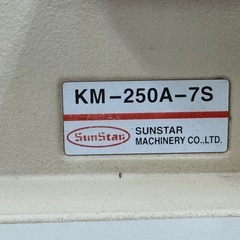 KM-250A-7S
SunStar
SUNSTAR
MACHINERY CO.,LTD.